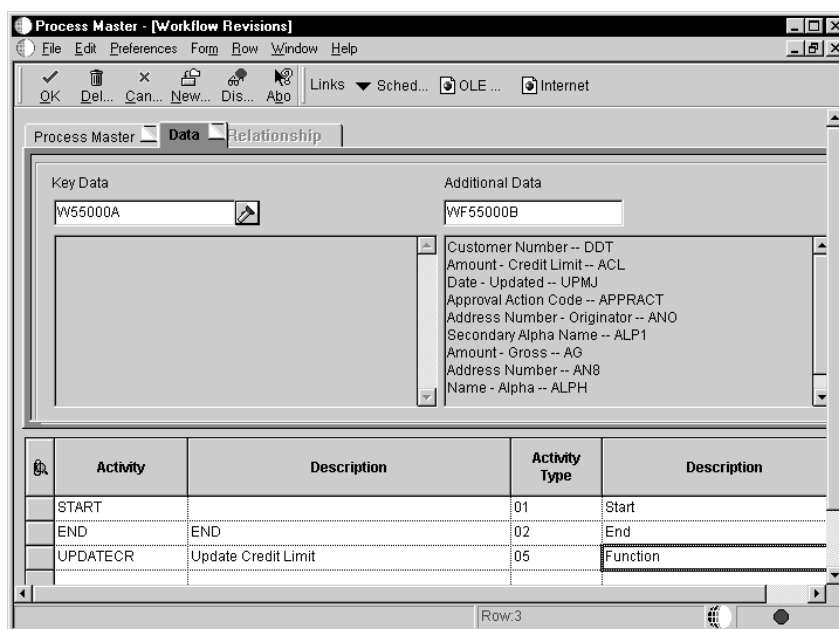 Process Master - [Workflow Revisions]
File Edit Preferences Form Row Window Help
OK Del... Can... New... Dis... Abo Links Sched... OLE ... Internet
Process Master Data Relationship
Key Data Additional Data
W55000A WF55000B
Customer Number -- DDT
Amount - Credit Limit -- ACL
Date - Updated -- UPMJ
Approval Action Code -- APPRACT
Address Number - Originator -- ANO
Secondary Alpha Name -- ALP1
Amount - Gross -- AG
Address Number -- AN8
Name - Alpha -- ALPH
Activity Description Activity Type Description
START 01 Start
END END 02 End
UPDATECR Update Credit Limit 05 Function
Row:3